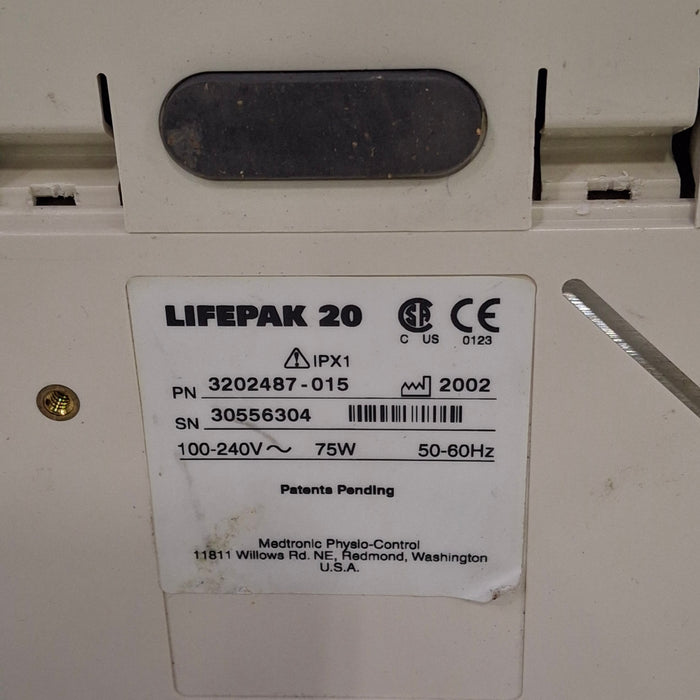 LIFEPAK 20
C US 0123
IPX1
PN 3202487-015 2002
SN 30556304
100-240V~ 75W 50-60Hz
Patents Pending
Medtronic Physio-Control
11811 Willows Rd. NE, Redmond, Washington
U.S.A.